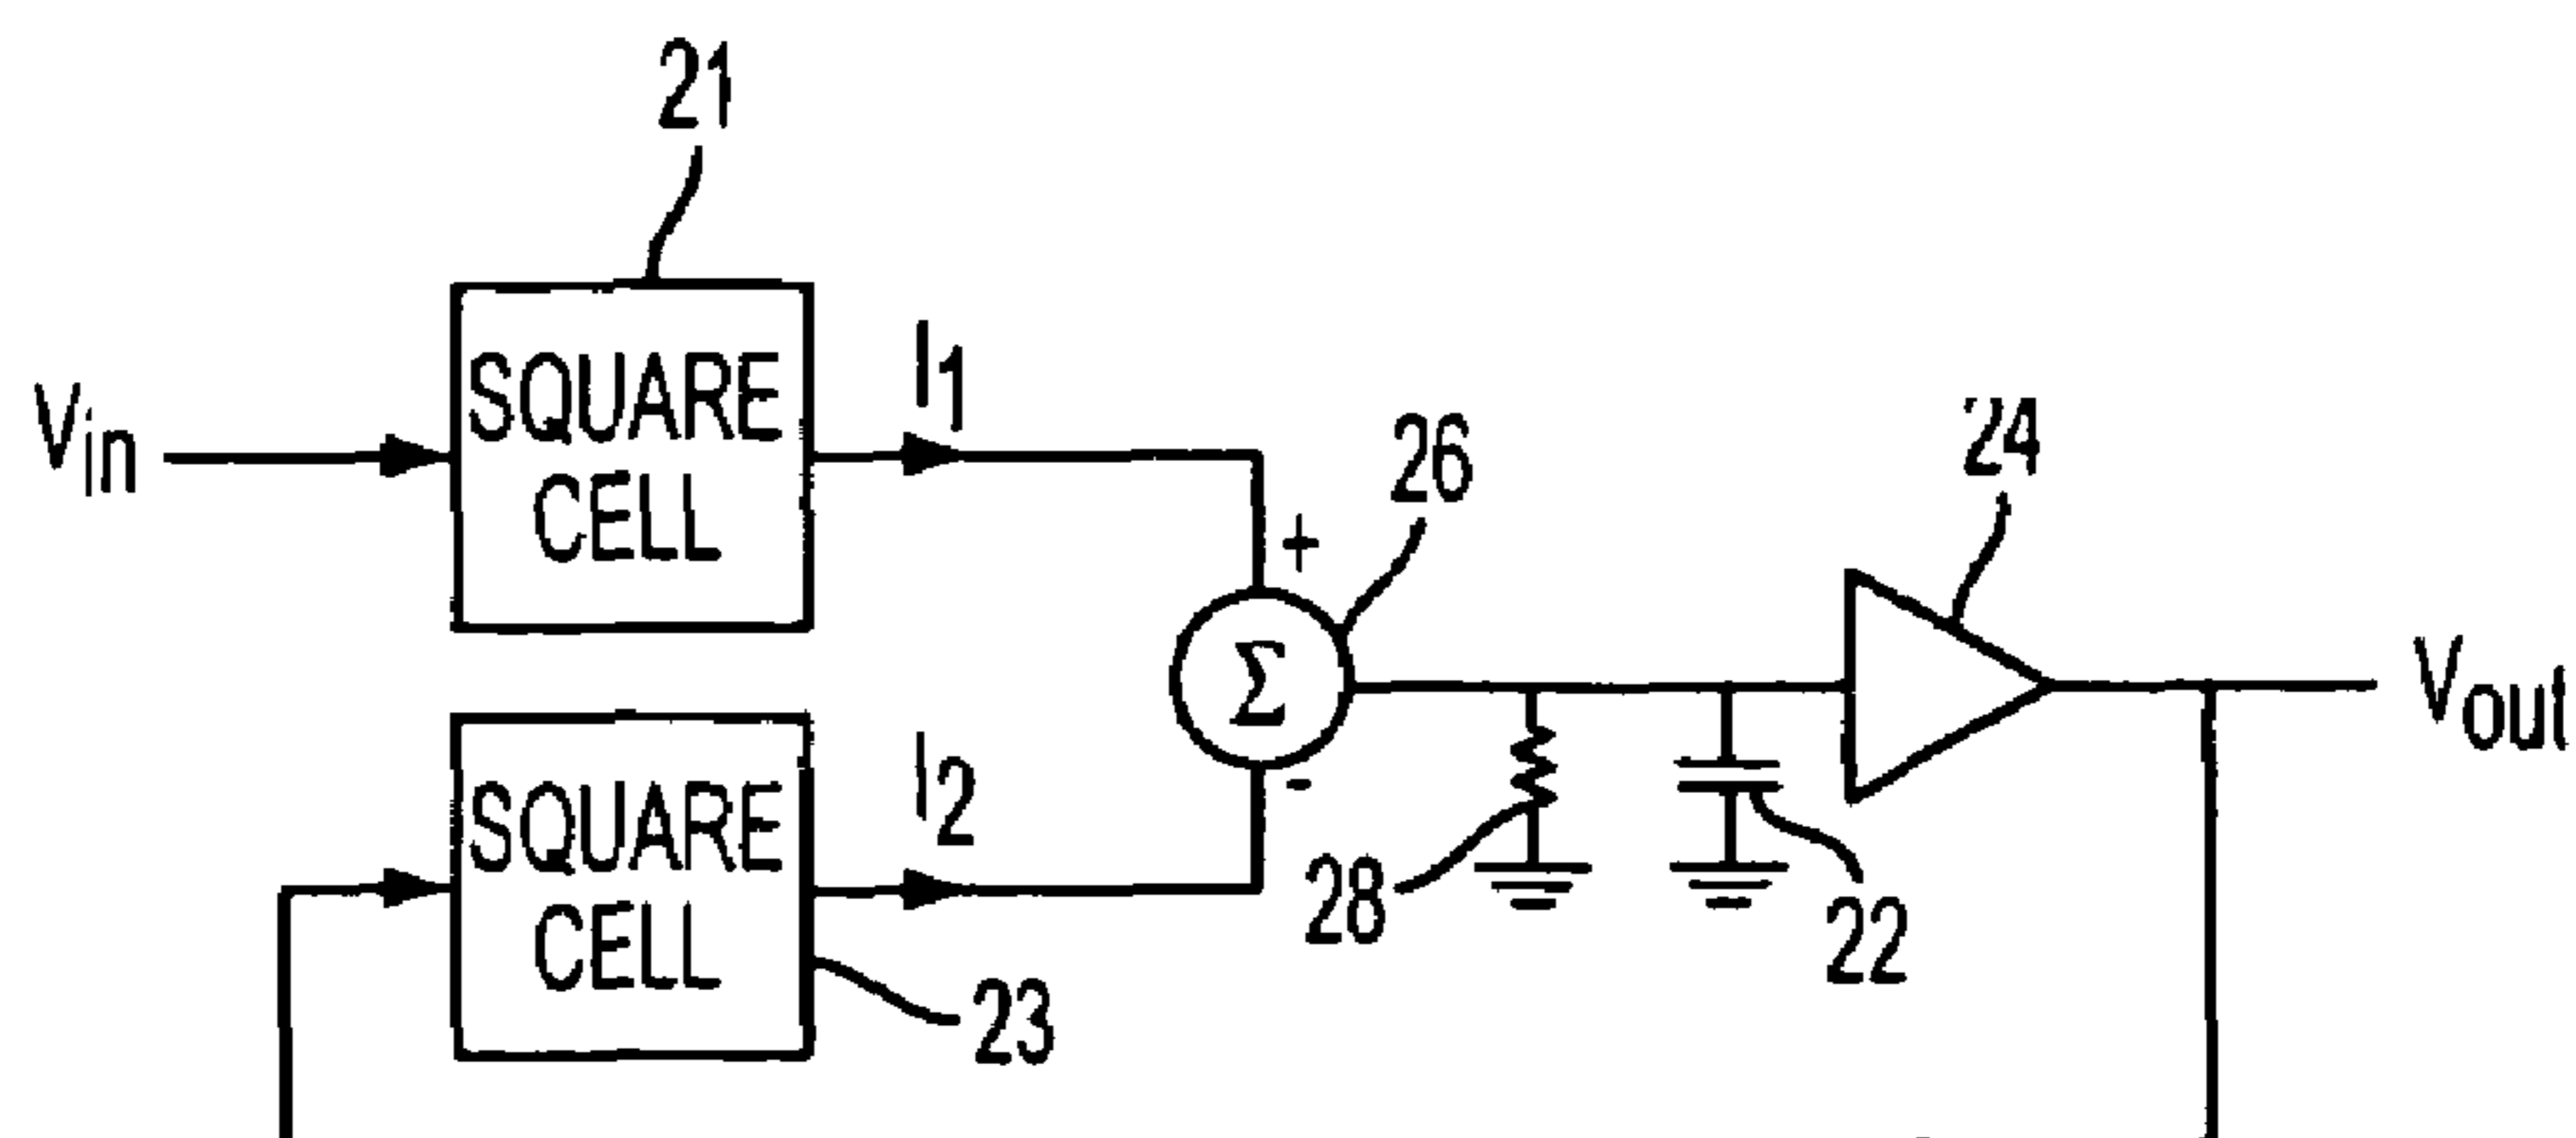 21
SQUARE
CELL
I1
Vin
26
+
Σ
-
24
Vout
SQUARE
CELL
I2
23
28
22